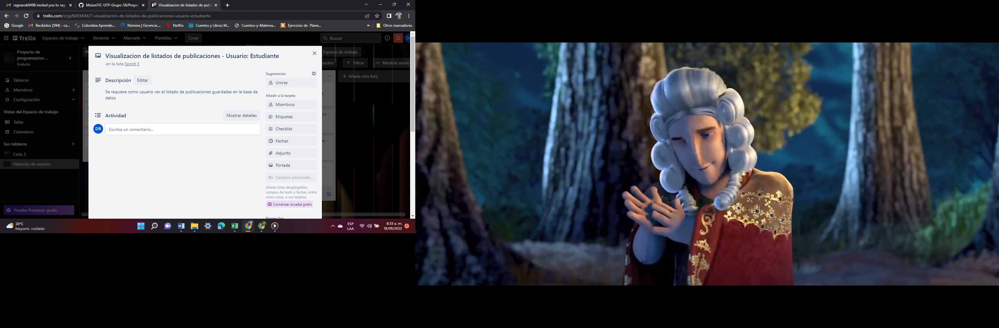 ragnarok0498 invited you to rag
MisionTIC-UTP-Grupo-56/Proyec
Visualizacion de listados de publ
trello.com/c/ypNXEbKM/7-visualizacion-de-listados-de-publicaciones-usuario-estudiante
Google
Recibidos (594) - ca...
Colombia Aprende...
Nómina | Gerencie....
Netflix
Cuentos y Libros M...
Cuentos-y-Matema...
Ejercicios de Plane...
»
Otros marcadores
Trello
Espacios de trabajo
Reciente
Marcado
Plantillas
Crear
Buscar
Proyecto de
programacion ...
Gratuito
Tableros
Miembros
Configuración
Vistas del Espacio de trabajo
Tabla
Calendario
Sus tableros
Ciclo 3
Historias de usuario
Pruebe Premium gratis
Visualizacion de listados de publicaciones - Usuario: Estudiante
en la lista Sprint 3
Descripción
Editar
Se requiere como usuario ver el listado de publicaciones guardadas en la base de
datos
Actividad
Mostrar detalles
DR
Escriba un comentario...
Sugerencias
Unirse
Añadir a la tarjeta
Miembros
Etiquetas
Checklist
Fechas
Adjunto
Portada
Campos personali...
Añada listas desplegables,
campos de texto y fechas, entre
otras cosas, a sus tarjetas.
Comenzar prueba gratis
Power-Ups
Espacio de trabajo
zación
Filtrar
Mostrar menú
Añada otra lista
os -
es -
20°C
Mayorm. nublado
ESP
LAA
8:33 a. m.
18/09/2022
1